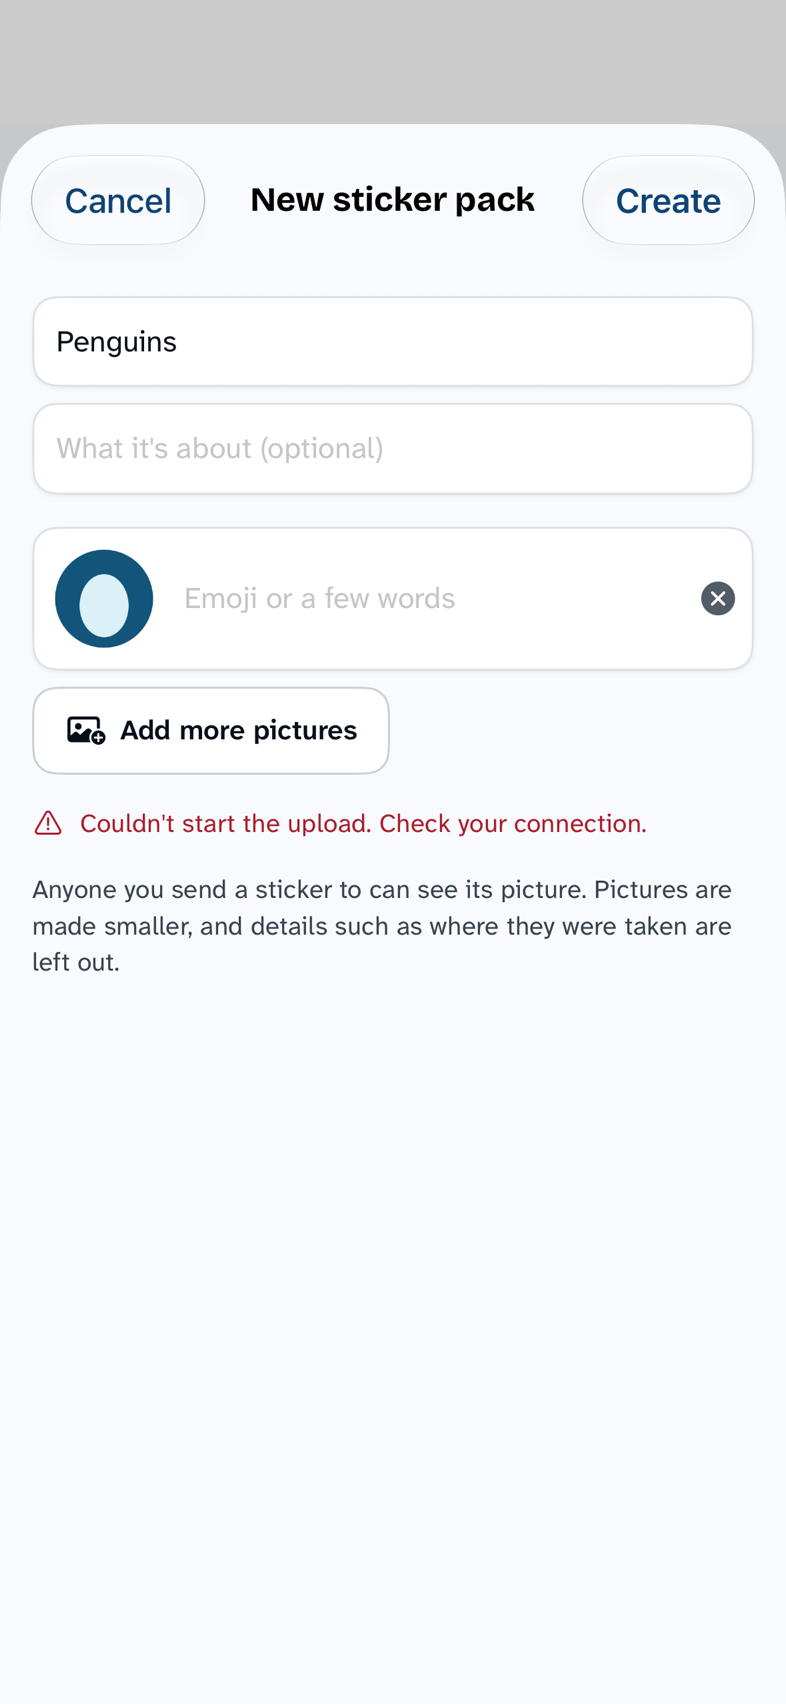 Cancel
New sticker pack
Create
Penguins
What it's about (optional)
Emoji or a few words
Add more pictures
Couldn't start the upload. Check your connection.
Anyone you send a sticker to can see its picture. Pictures are
made smaller, and details such as where they were taken are
left out.